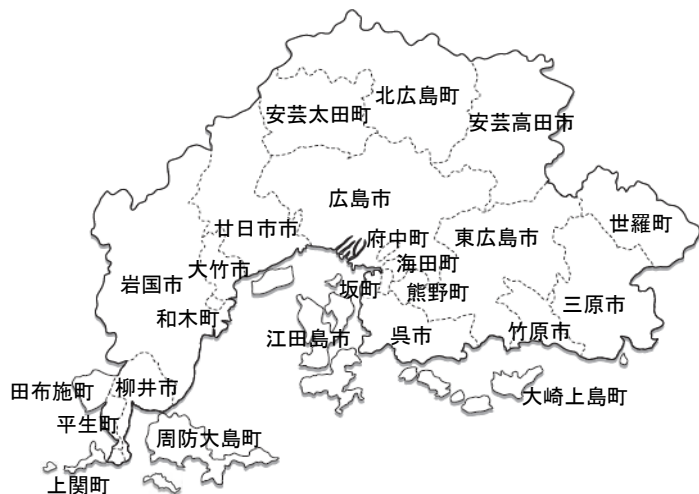 北広島町
安芸太田町
安芸高田市
広島市
世羅町
廿日市市
府中町
東広島市
大竹市
海田町
岩国市
坂町
熊野町
三原市
和木町
江田島市
呉市
竹原市
田布施町
柳井市
大崎上島町
平生町
周防大島町
上関町